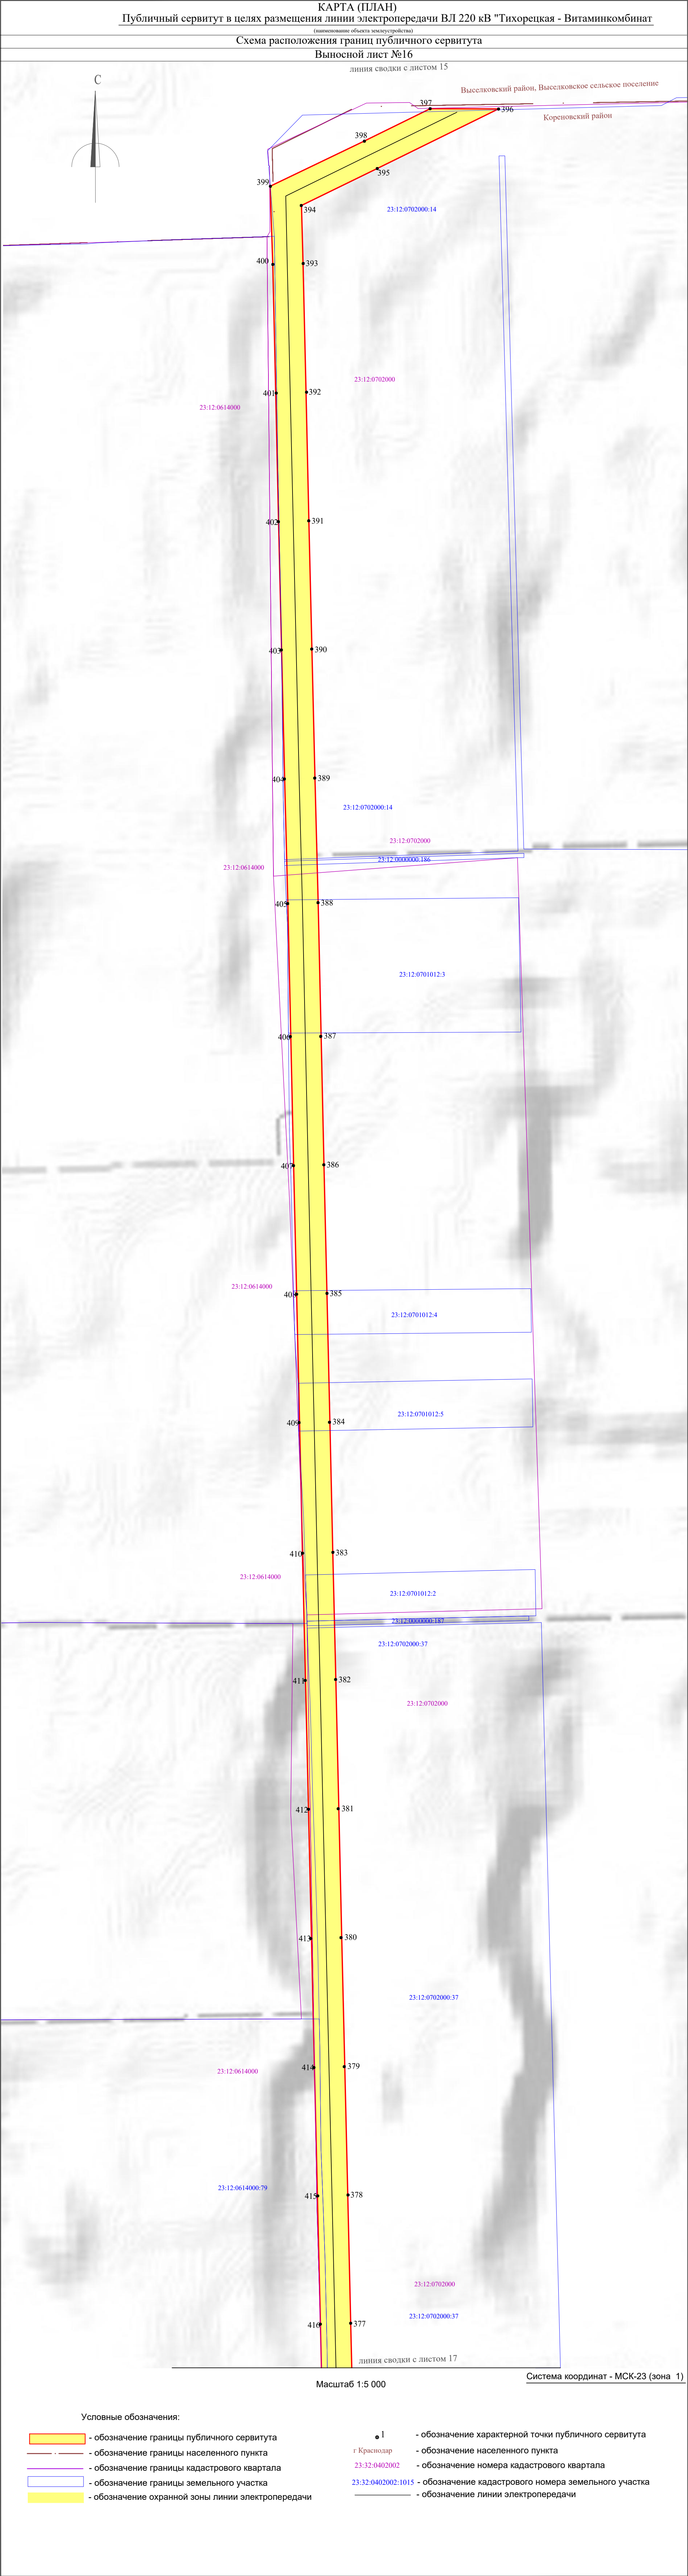 КАРТА (ПЛАН)
Публичный сервитут в целях размещения линии электропередачи ВЛ 220 кВ "Тихорецкая - Витаминкомбинат
(наименование объекта землеустройства)
Схема расположения границ публичного сервитута
Выносной лист №16
линия сводки с листом 15
С
Выселковский район, Выселковское сельское поселение
397
396
Кореновский район
398
395
399
394
23:12:0702000:14
400
393
23:12:0702000
401
392
23:12:0614000
402
391
403
390
404
389
23:12:0702000:14
23:12:0702000
23:12:0000000:186
23:12:0614000
405
388
23:12:0701012:3
406
387
407
386
23:12:0614000
408
385
23:12:0701012:4
23:12:0701012:5
409
384
410
383
23:12:0614000
23:12:0701012:2
23:12:0000000:187
23:12:0702000:37
411
382
23:12:0702000
412
381
413
380
23:12:0702000:37
414
379
23:12:0614000
23:12:0614000:79
415
378
23:12:0702000
23:12:0702000:37
416
377
линия сводки с листом 17
Система координат - МСК-23 (зона 1)
Масштаб 1:5 000
Условные обозначения:
- обозначение границы публичного сервитута
- обозначение границы населенного пункта
- обозначение границы кадастрового квартала
- обозначение границы земельного участка
- обозначение охранной зоны линии электропередачи
1 - обозначение характерной точки публичного сервитута
г Краснодар - обозначение населенного пункта
23:32:0402002 - обозначение номера кадастрового квартала
23:32:0402002:1015 - обозначение кадастрового номера земельного участка
- обозначение линии электропередачи